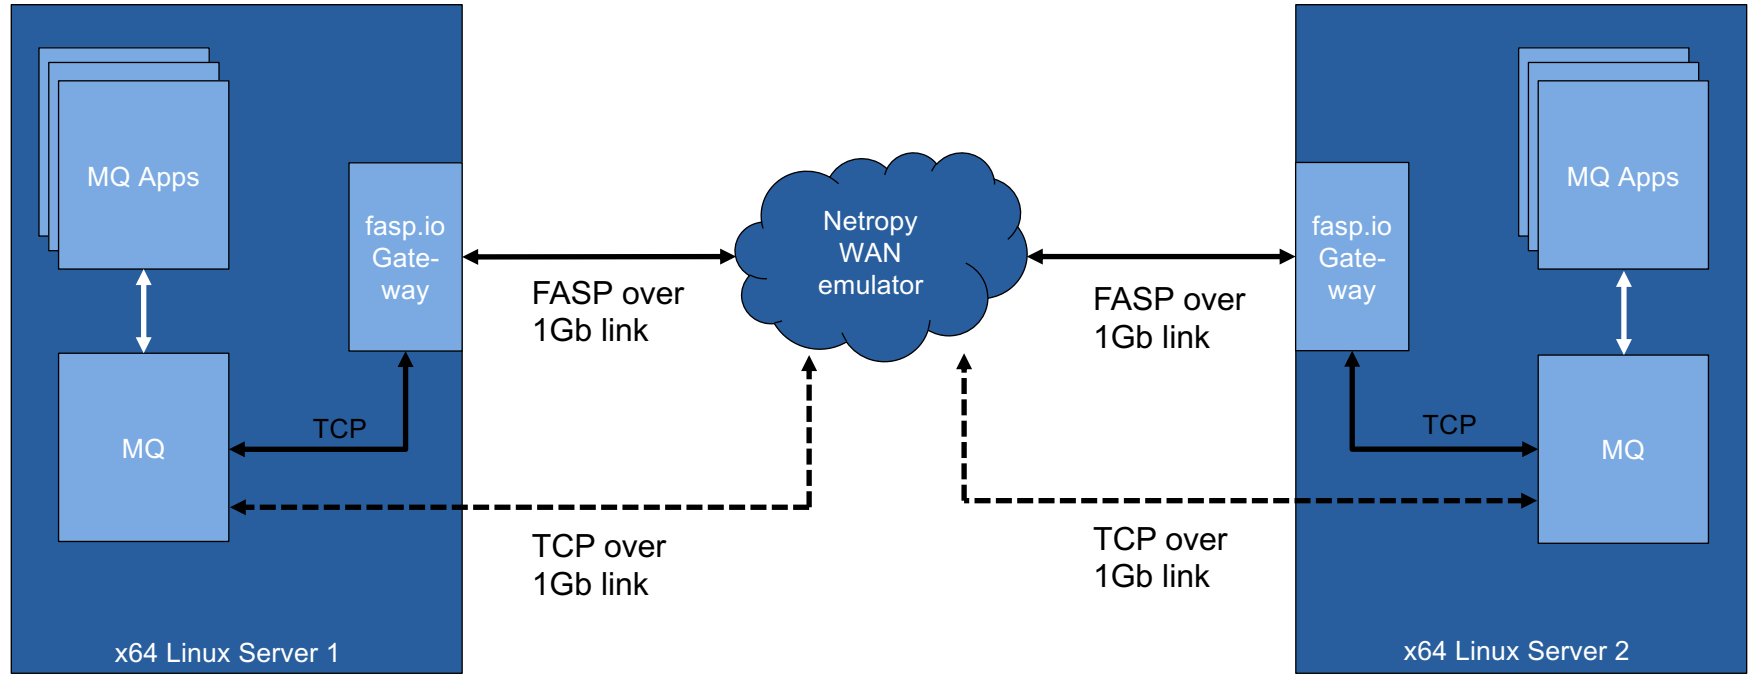 MQ Apps
fasp.io
Gate-
way
MQ
TCP
x64 Linux Server 1
FASP over
1Gb link
TCP over
1Gb link
Netropy
WAN
emulator
FASP over
1Gb link
TCP over
1Gb link
fasp.io
Gate-
way
MQ Apps
TCP
MQ
x64 Linux Server 2